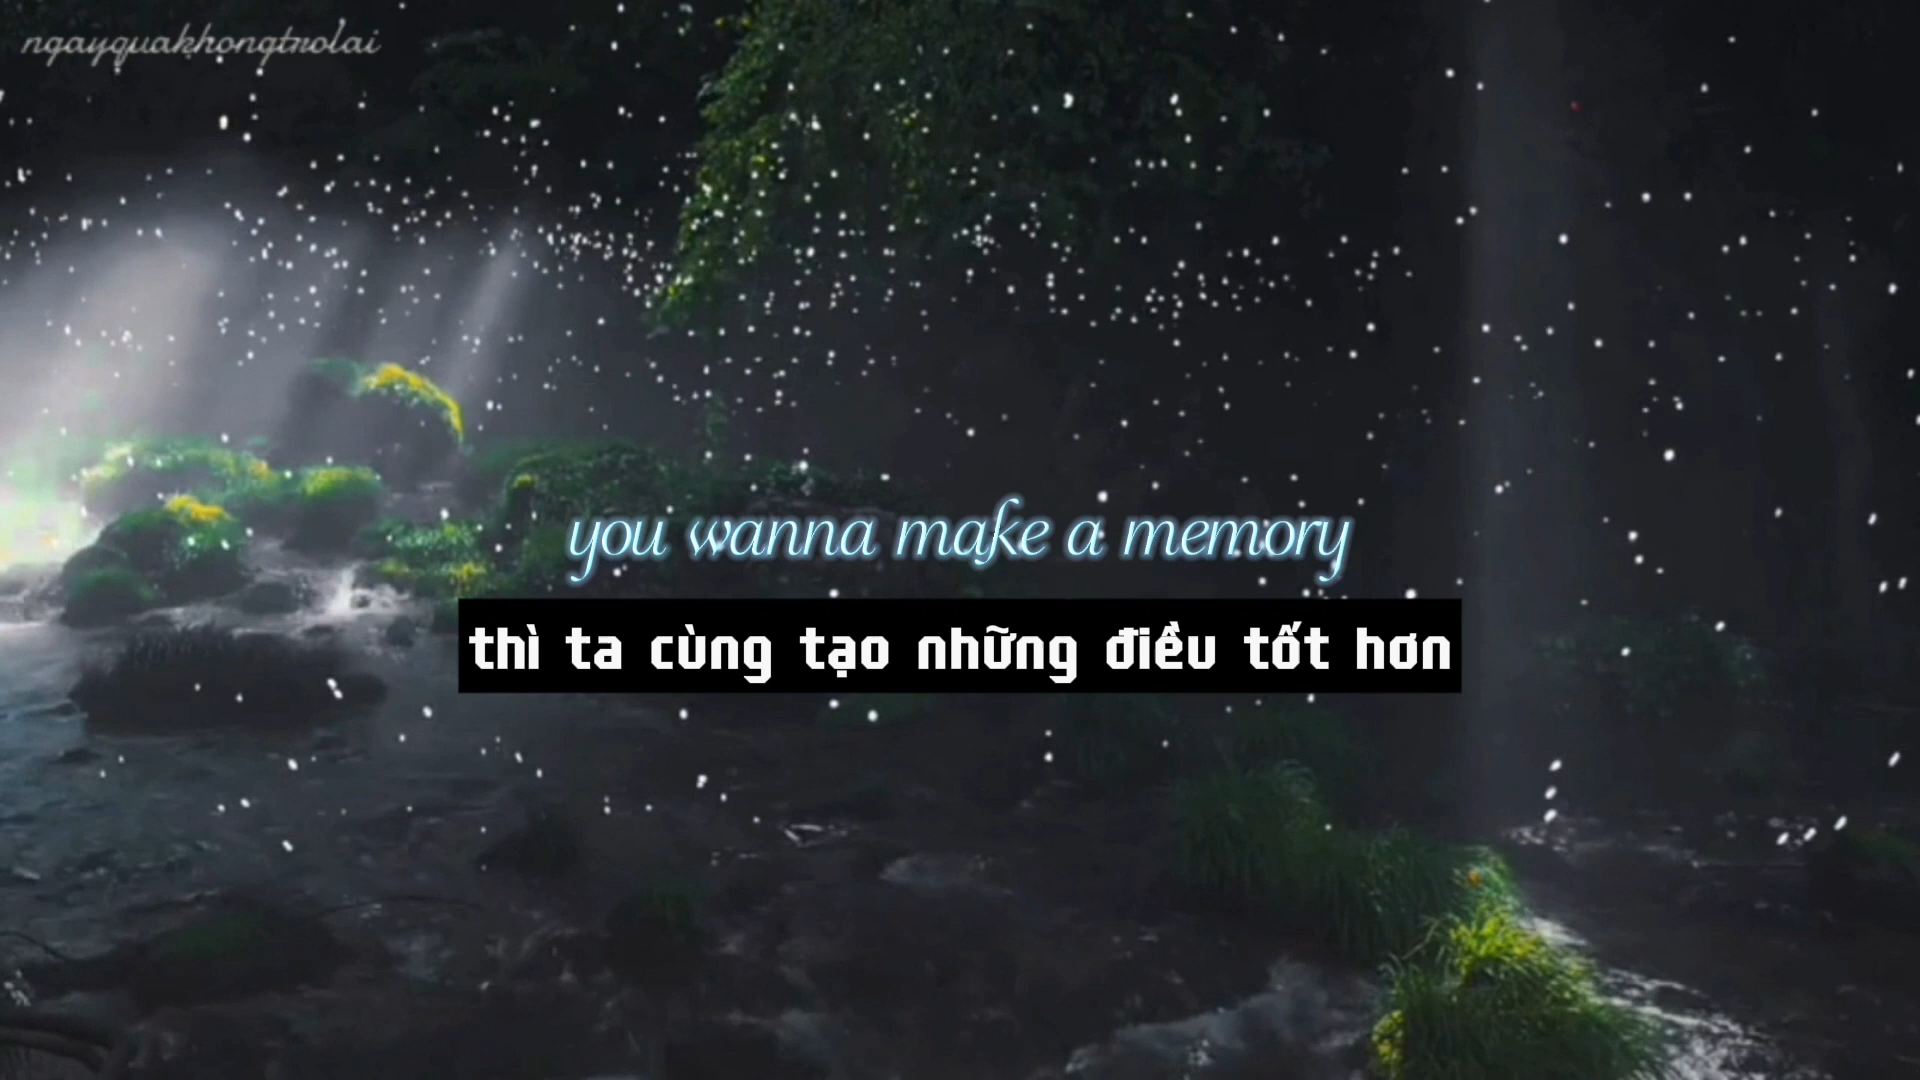 ngayquakhongtrolai
you wanna make a memory
thì ta cùng tạo những điều tốt hơn